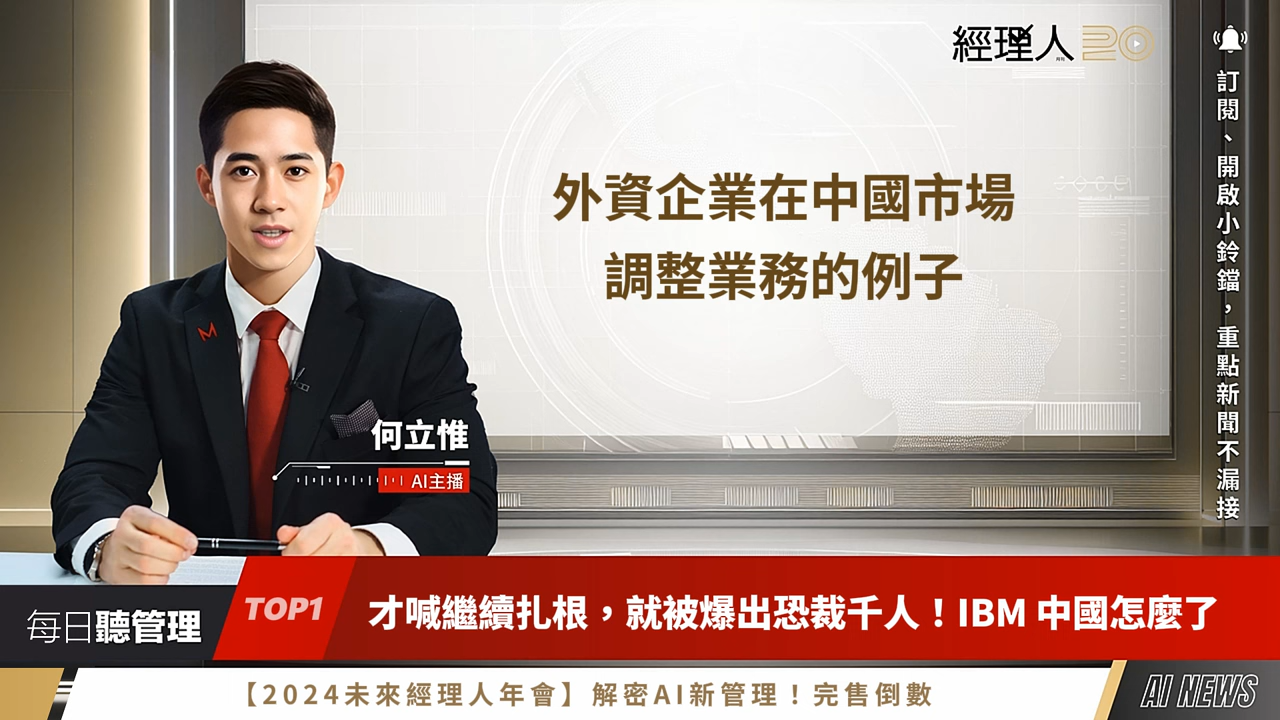 經理人
20
外資企業在中國市場
調整業務的例子
訂閱、開啟小鈴鐺，重點新聞不漏接
何立惟
AI主播
TOP1
才喊繼續扎根，就被爆出恐裁千人！IBM 中國怎麼了
每日聽管理
【2024未來經理人年會】解密AI新管理！完售倒數
AI NEWS